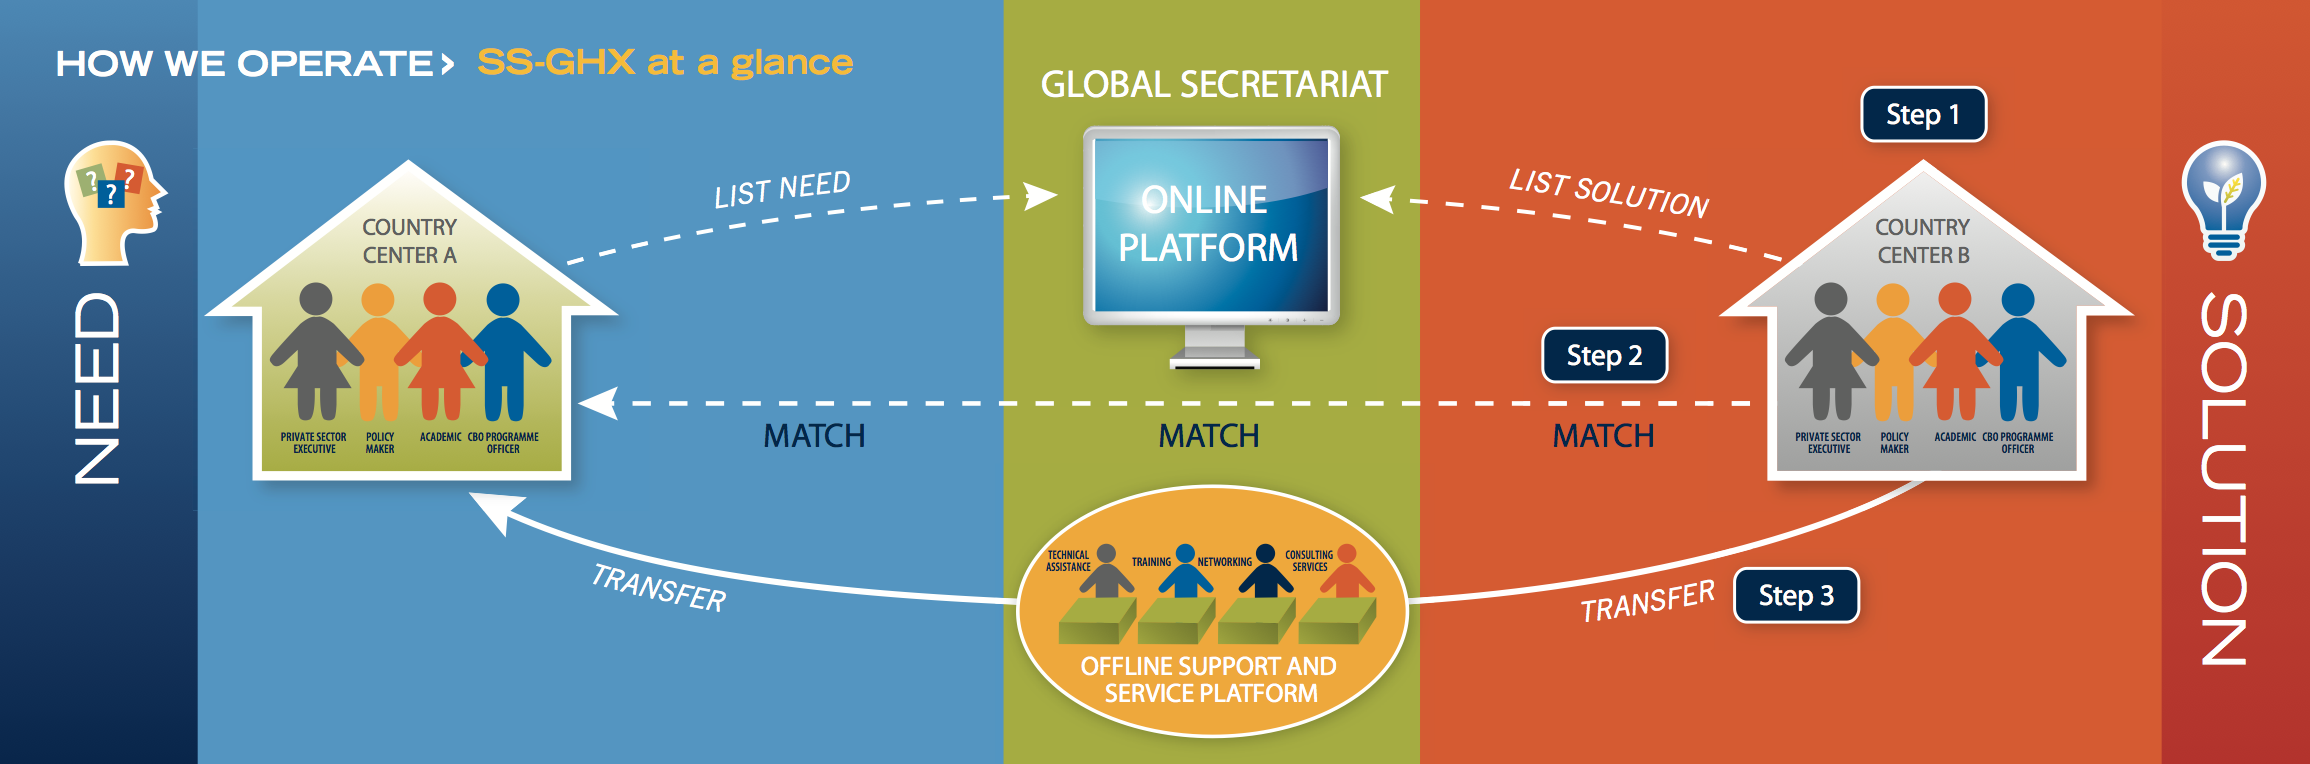 HOW WE OPERATE> SS-GHX at a glance
NEED
COUNTRY
CENTER A
PRIVATE SECTOR
EXECUTIVE
POLICY
MAKER
ACADEMIC
CBO PROGRAMME
OFFICER
LIST NEED
GLOBAL SECRETARIAT
ONLINE
PLATFORM
LIST SOLUTION
Step 1
COUNTRY
CENTER B
PRIVATE SECTOR
EXECUTIVE
POLICY
MAKER
ACADEMIC
CBO PROGRAMME
OFFICER
SOLUTION
Step 2
MATCH
MATCH
MATCH
TRANSFER
TECHNICAL
ASSISTANCE
TRAINING
NETWORKING
CONSULTING
SERVICES
OFFLINE SUPPORT AND
SERVICE PLATFORM
TRANSFER
Step 3
? ? ?